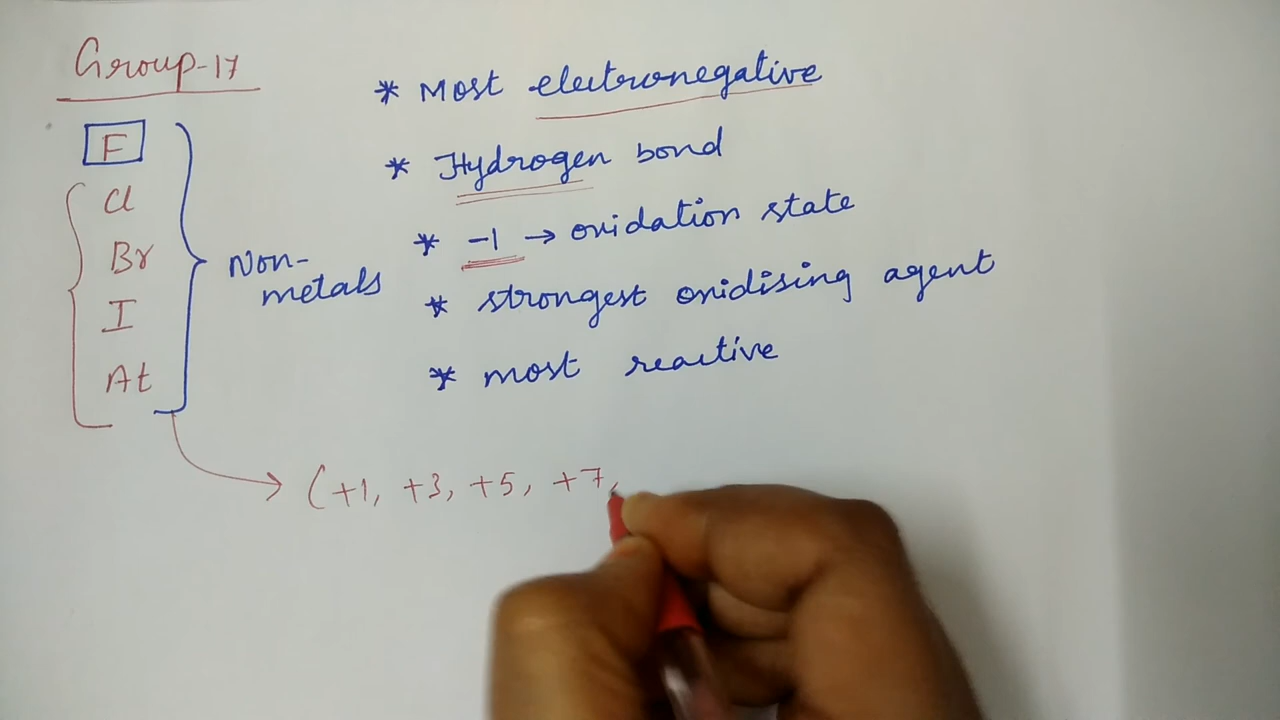 Group-17
F
Cl
Br
I
At
Non-
metals
* Most electronegative
* Hydrogen bond
* -1 → oxidation state
* strongest oxidising agent
* most reactive
(+1, +3, +5, +7,